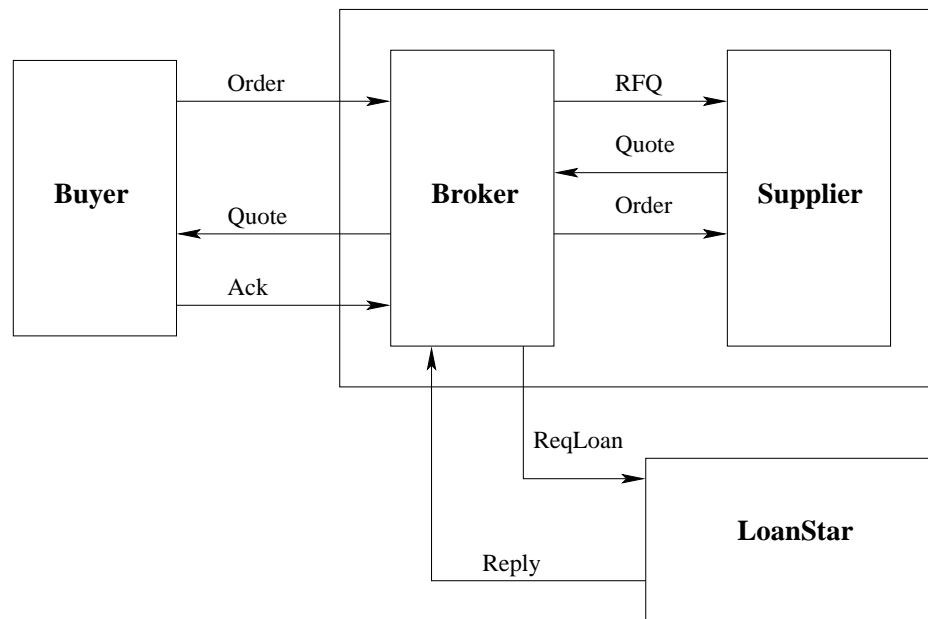 Order
RFQ
Quote
Buyer
Broker
Supplier
Quote
Order
Ack
ReqLoan
LoanStar
Reply